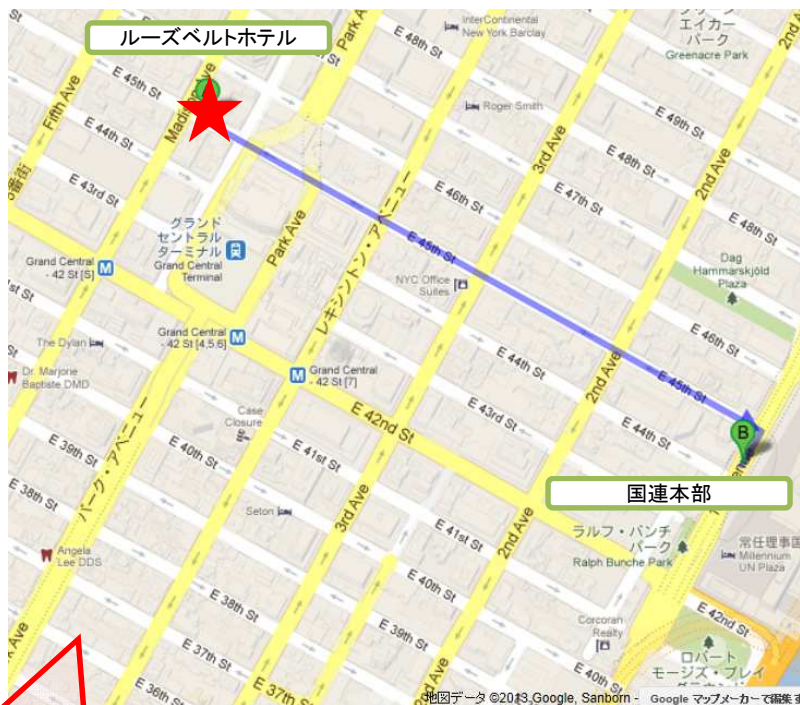 ルーズベルトホテル
InterContinental
New York Barclay
エイカー
パーク
Greenacre Park
2nd Ave
Park Ave
E 48th St
E 45th St
Fifth Ave
Roger Smith
E 49th St
E 44th St
3rd Ave
E 48th St
E 43rd St
E 46th St
E 47th St
2nd Ave
E 48th St
グランド
セントラル
ターミナル
Grand Central
Terminal
Park Ave
レキシントン・アベニュー
E 45th St
Grand Central
- 42 St [S]
M
NYC Office
Suites
Dag
Hammarskjöld
Plaza
E 46th St
The Dylan
Grand Central
- 42 St [4,5,6]
M
E 44th St
2nd Ave
Dr. Marjorie
Baptiste DMD
M
Grand Central
- 42 St [7]
E 45th St
Case
Closure
E 42nd St
E 43rd St
E 44th St
B
E 39th St
パーク・アベニュー
E 40th St
E 41st St
国連本部
E 38th St
Seton
3rd Ave
E 41st St
2nd Ave
ラルフ・バンチ
パーク
Ralph Bunche Park
常任理事国
Millennium
UN Plaza
Angela
Lee DDS
E 38th St
E 40th St
E 42nd St
Corcoran
Realty
E 37th St
E 39th St
E 36th St
E 37th St
E 40th St
ロバート
モージズ・プレイ
地図データ ©2013 Google, Sanborn - Google マップメーカーで編集す